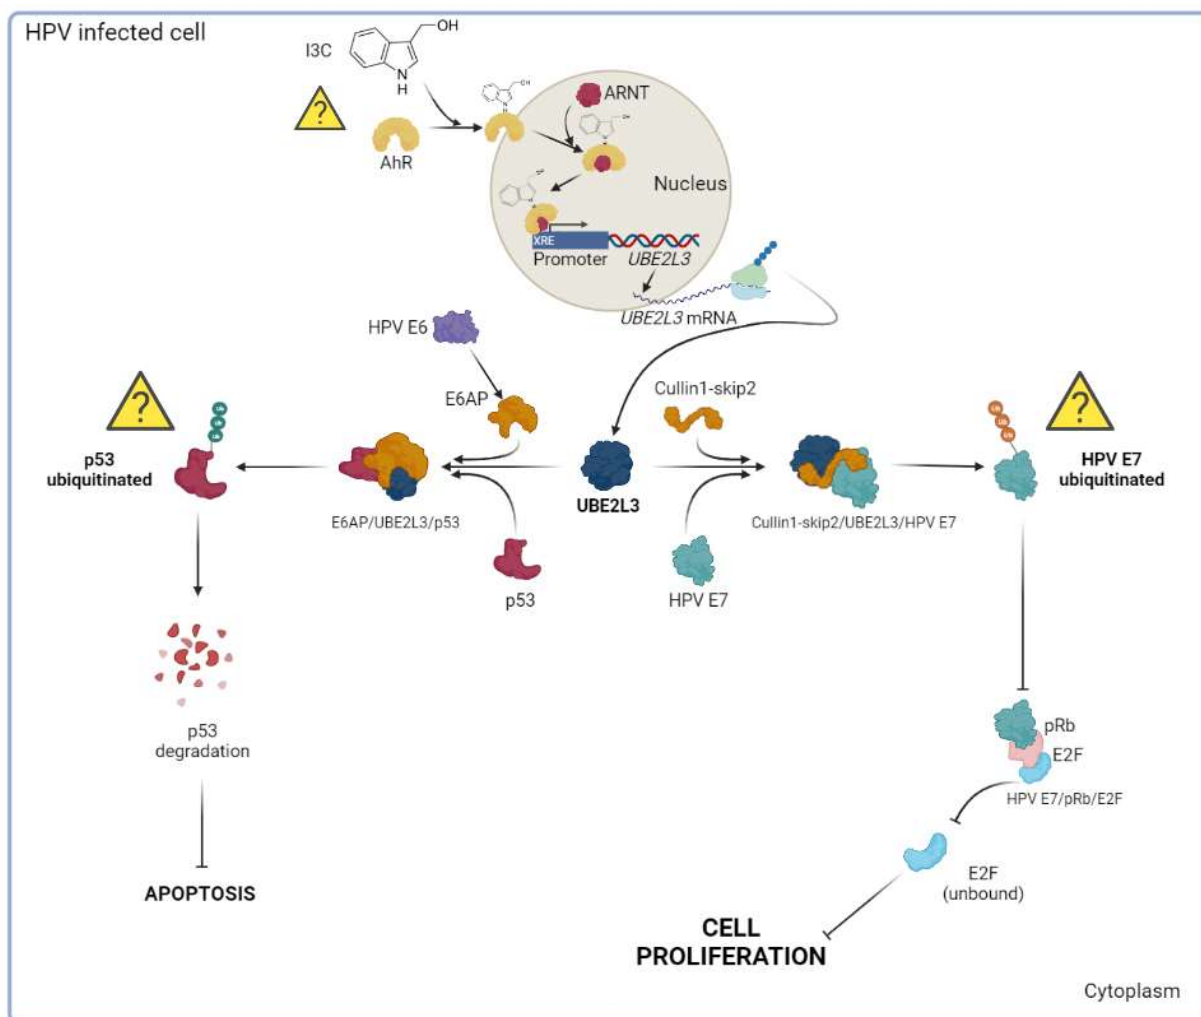 HPV infected cell
I3C
OH
N
H
?
AhR
ARNT
Nucleus
XRE
Promoter
UBE2L3
UBE2L3 mRNA
HPV E6
E6AP
Cullin1-skip2
?
p53
ubiquitinated
E6AP/UBE2L3/p53
UBE2L3
Cullin1-skip2/UBE2L3/HPV E7
?
HPV E7
ubiquitinated
p53
HPV E7
p53
degradation
pRb
E2F
HPV E7/pRb/E2F
E2F
(unbound)
APOPTOSIS
CELL
PROLIFERATION
Cytoplasm